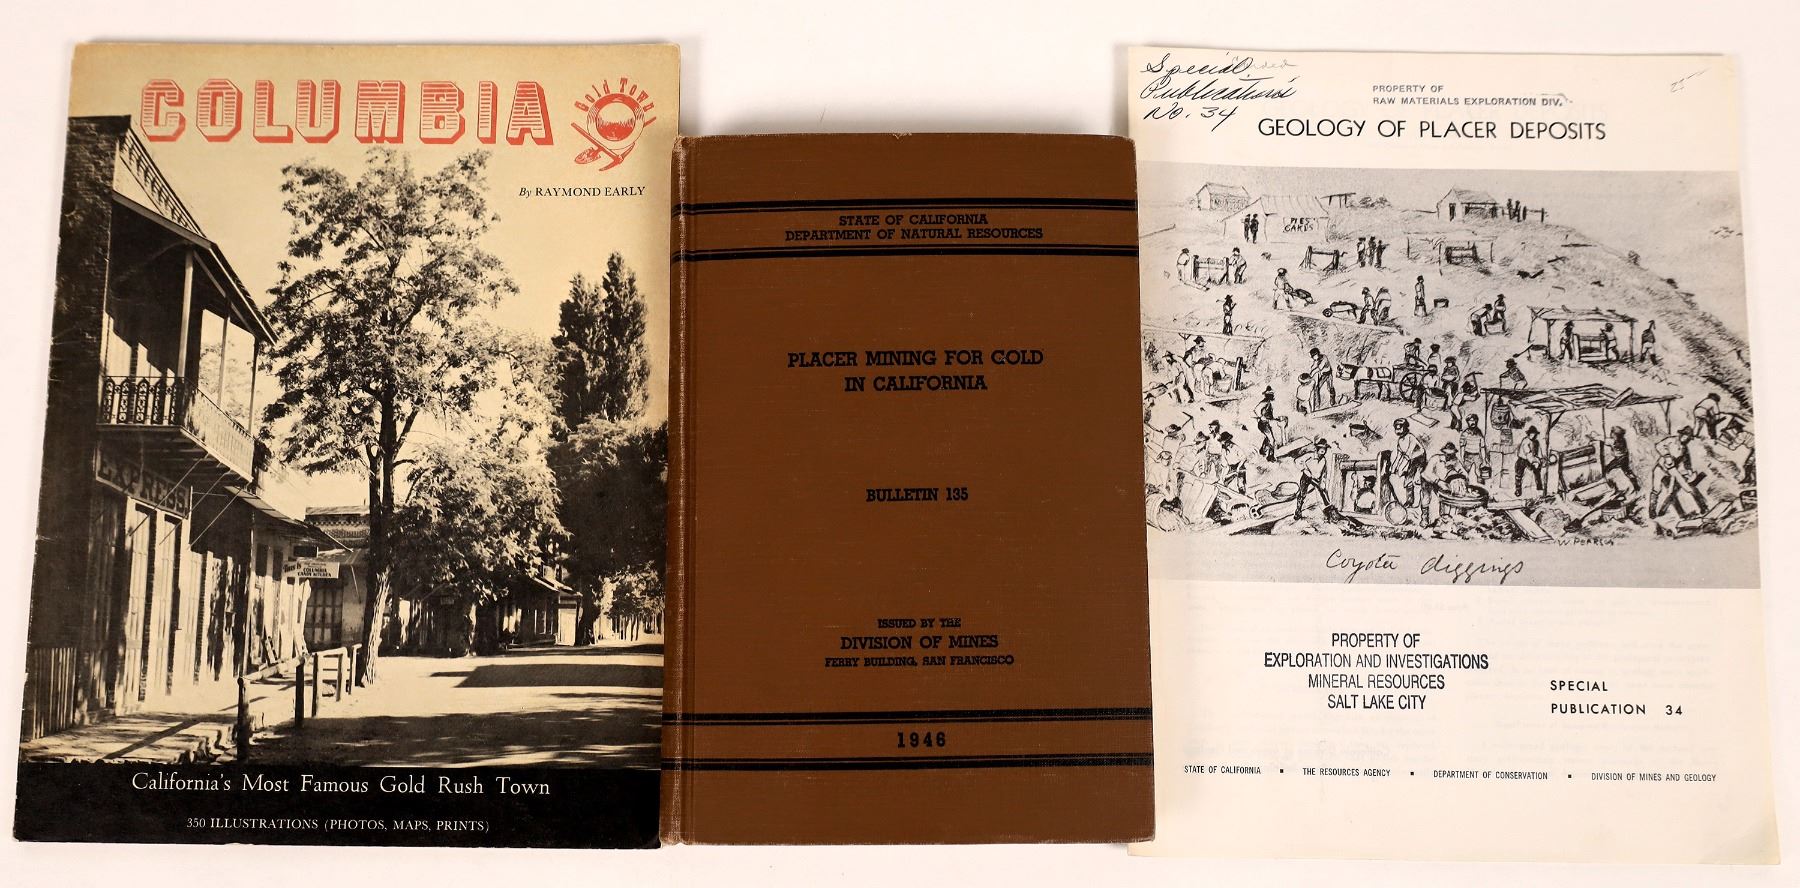 COLUMBIA
Gold Town
By RAYMOND EARLY
EXPRESS
COLUMBIA
CANDY KITCHEN
California's Most Famous Gold Rush Town
350 ILLUSTRATIONS (PHOTOS, MAPS, PRINTS)
STATE OF CALIFORNIA
DEPARTMENT OF NATURAL RESOURCES
PLACER MINING FOR GOLD
IN CALIFORNIA
BULLETIN 135
ISSUED BY THE
DIVISION OF MINES
FERRY BUILDING, SAN FRANCISCO
1946
Special
Publications
No. 34
25
PROPERTY OF
RAW MATERIALS EXPLORATION DIV.
GEOLOGY OF PLACER DEPOSITS
PIES
CAKES
Coyote diggings
PROPERTY OF
EXPLORATION AND INVESTIGATIONS
MINERAL RESOURCES
SALT LAKE CITY
SPECIAL
PUBLICATION 34
STATE OF CALIFORNIA ▪ THE RESOURCES AGENCY ▪ DEPARTMENT OF CONSERVATION ▪ DIVISION OF MINES AND GEOLOGY